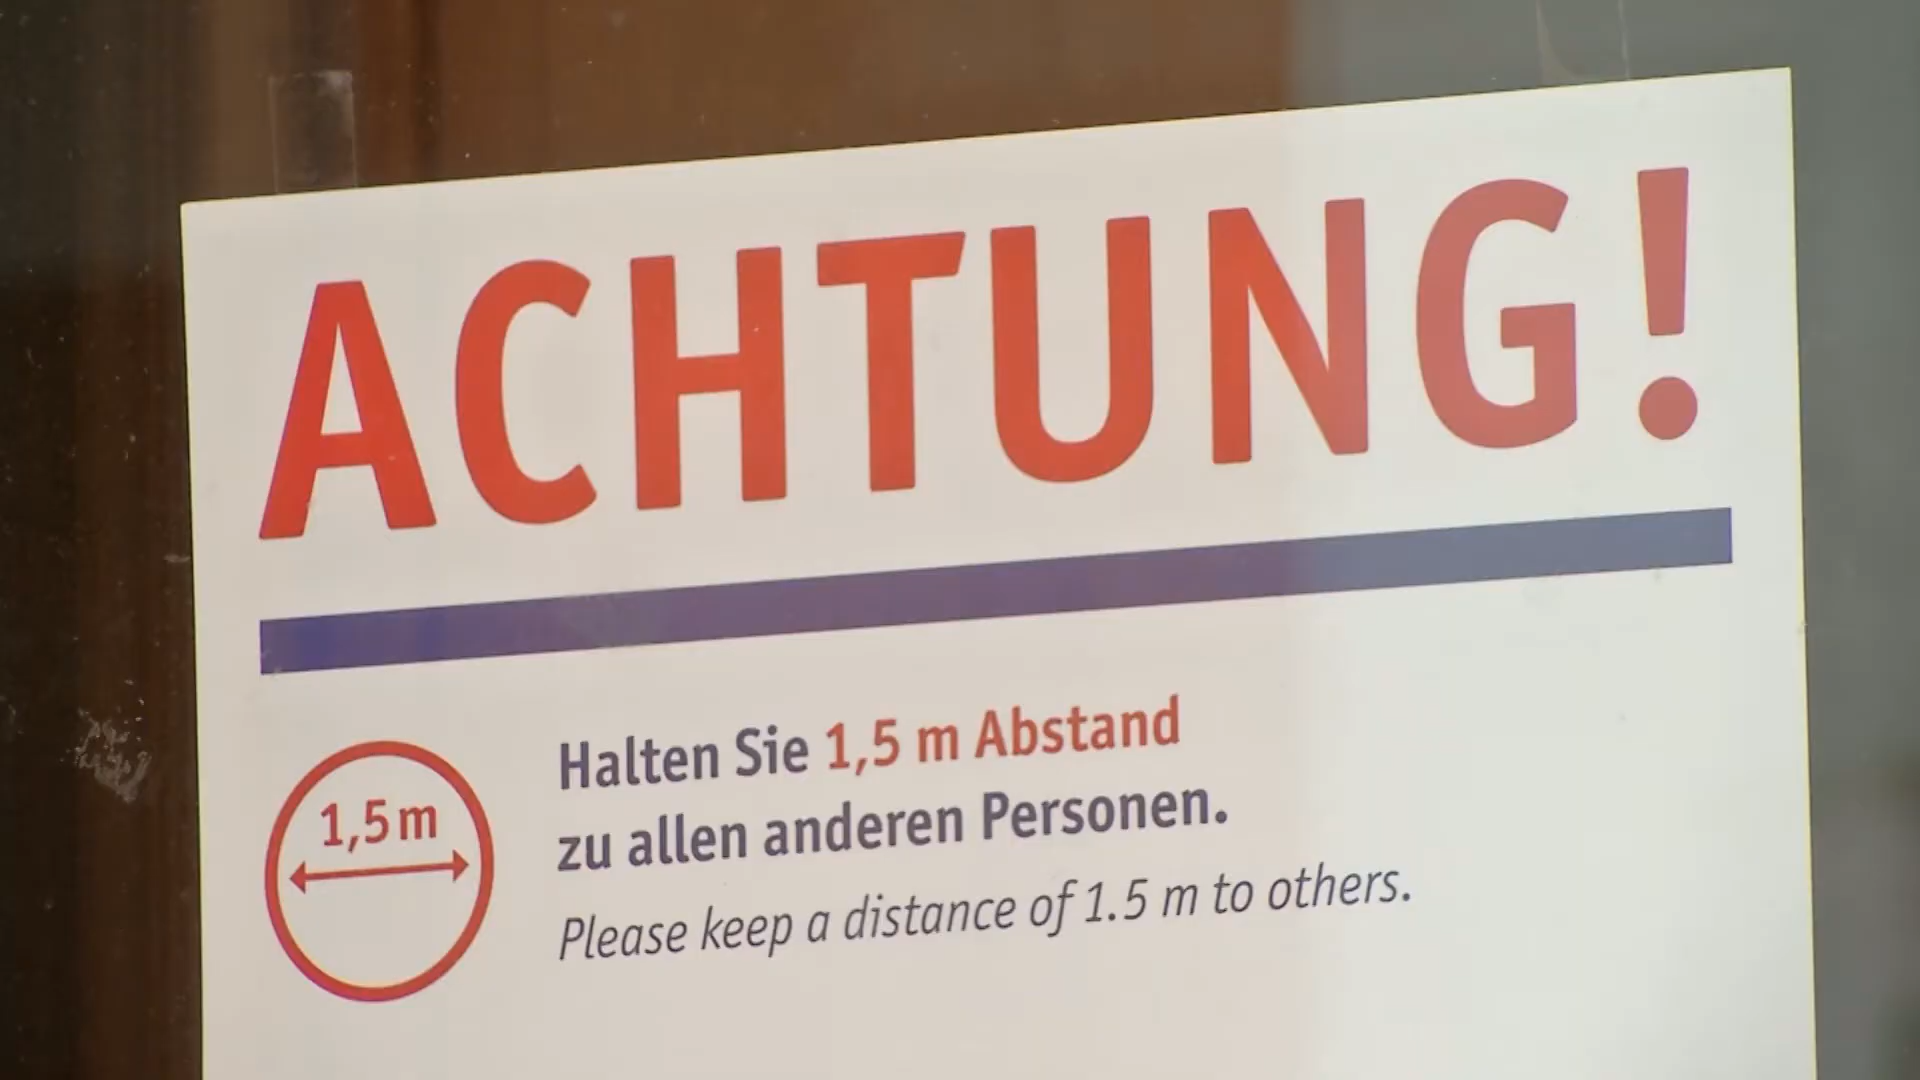 ACHTUNG!
1,5 m
Halten Sie 1,5 m Abstand
zu allen anderen Personen.
Please keep a distance of 1.5 m to others.